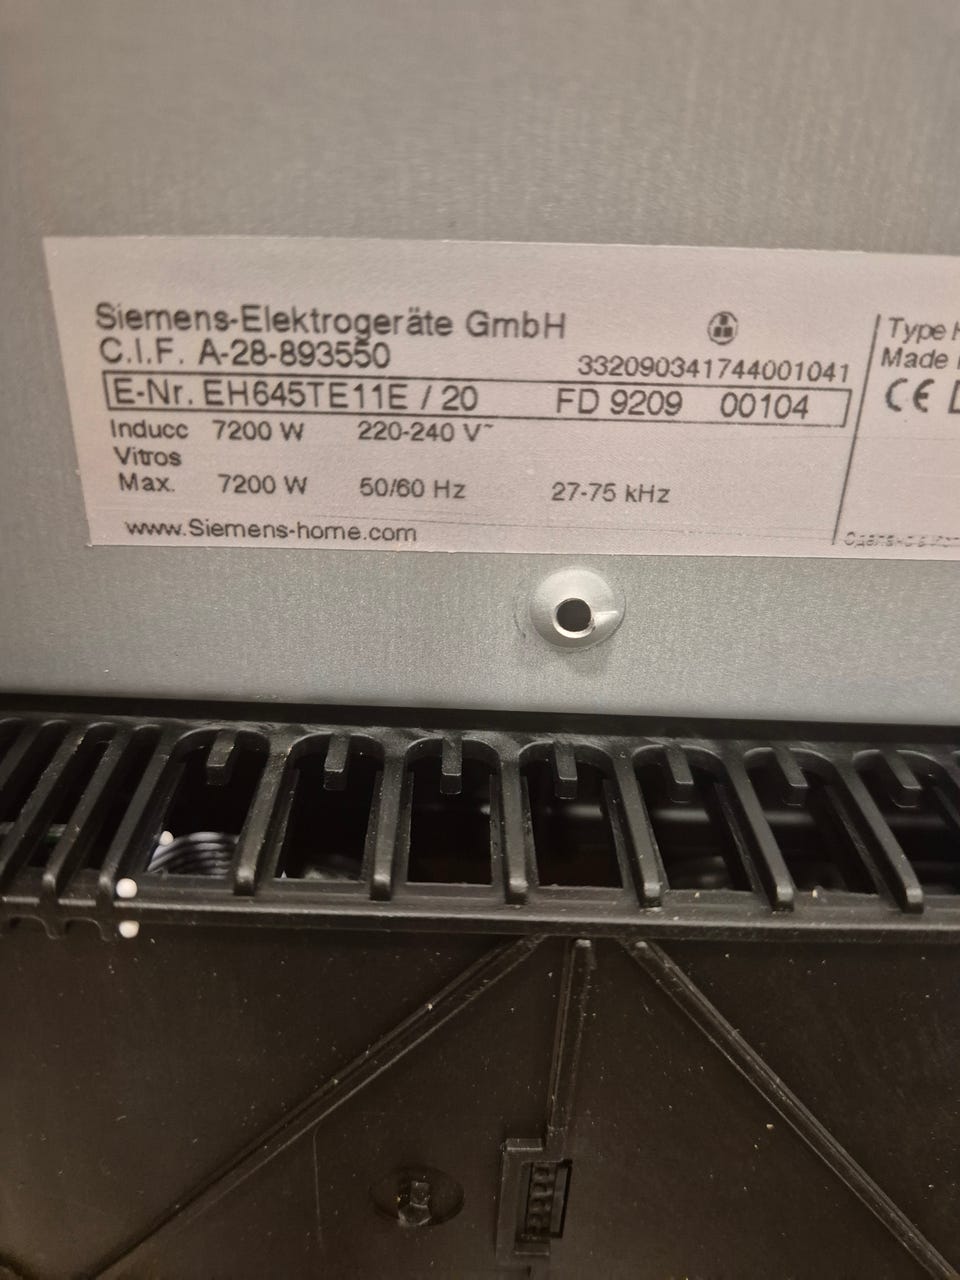 Siemens-Elektrogeräte GmbH
C.I.F. A-28-893550
332090341744001041
E-Nr. EH645TE11E / 20 FD 9209 00104
Inducc 7200 W 220-240 V~
Vitros
Max. 7200 W 50/60 Hz 27-75 kHz
www.Siemens-home.com
Type
Made
CE